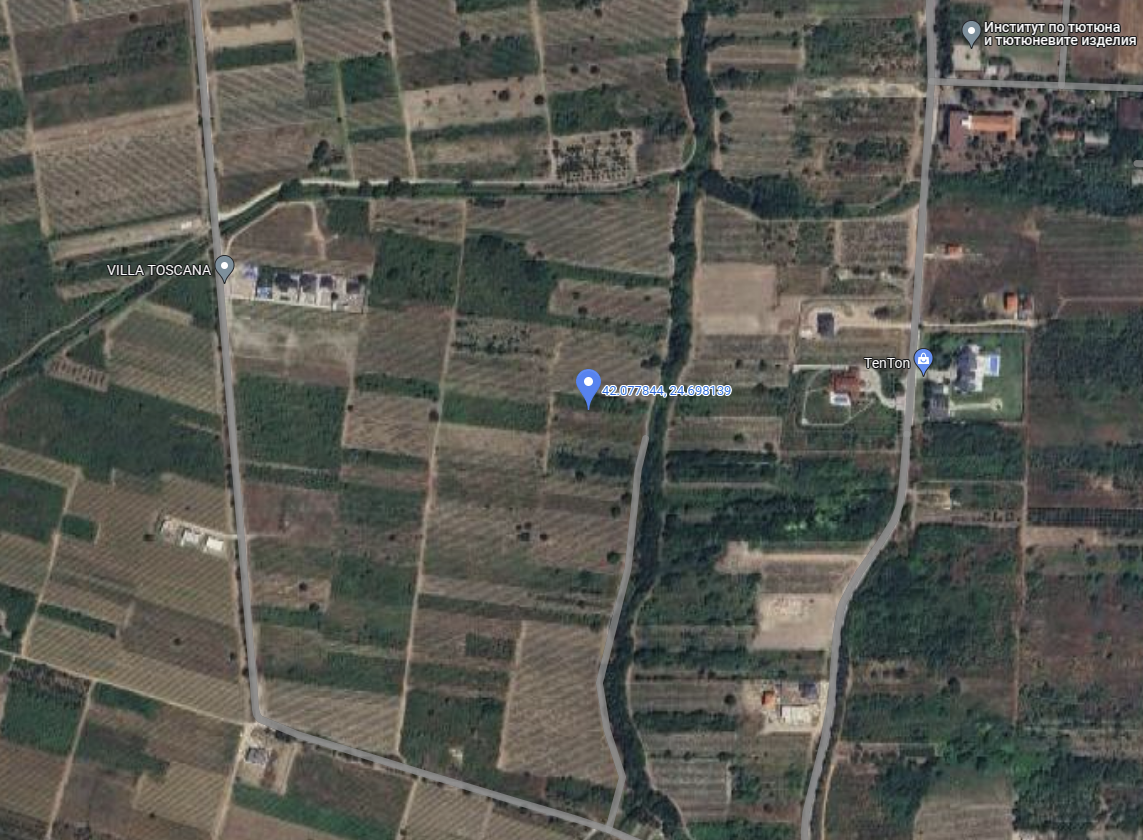 Институт по тютюна
и тютюневите изделия
VILLA TOSCANA
TenTon
42.077844, 24.698139